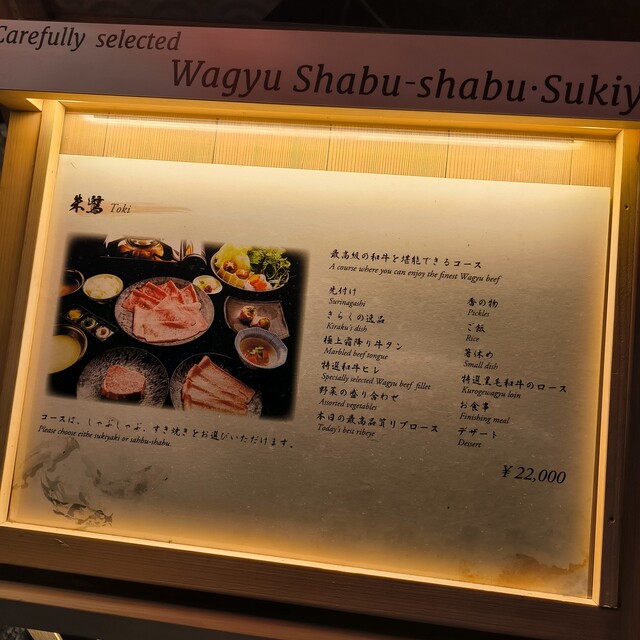 Carefully selected
Wagyu Shabu-shabu·Sukiy
朱鷺 Toki
最高級の和牛を堪能できるコース
A course where you can enjoy the finest Wagyu beef
先付け
Surinagashi
きらくの逸品
Kiraku's dish
極上霜降り牛タン
Marbled beef tongue
特選和牛ヒレ
Specially selected Wagyu beef fillet
野菜の盛り合わせ
Assorted vegetables
本日の最高品質リブロース
Today's best ribeye
香の物
Pickles
ご飯
Rice
箸休め
Small dish
特選黒毛和牛のロース
Kurogewagyu loin
お食事
Finishing meal
デザート
Dessert
コースは、しゃぶしゃぶ、すき焼きをお選びいただけます。
Please choose eithe sukiyaki or sabbu-shabu.
¥22,000